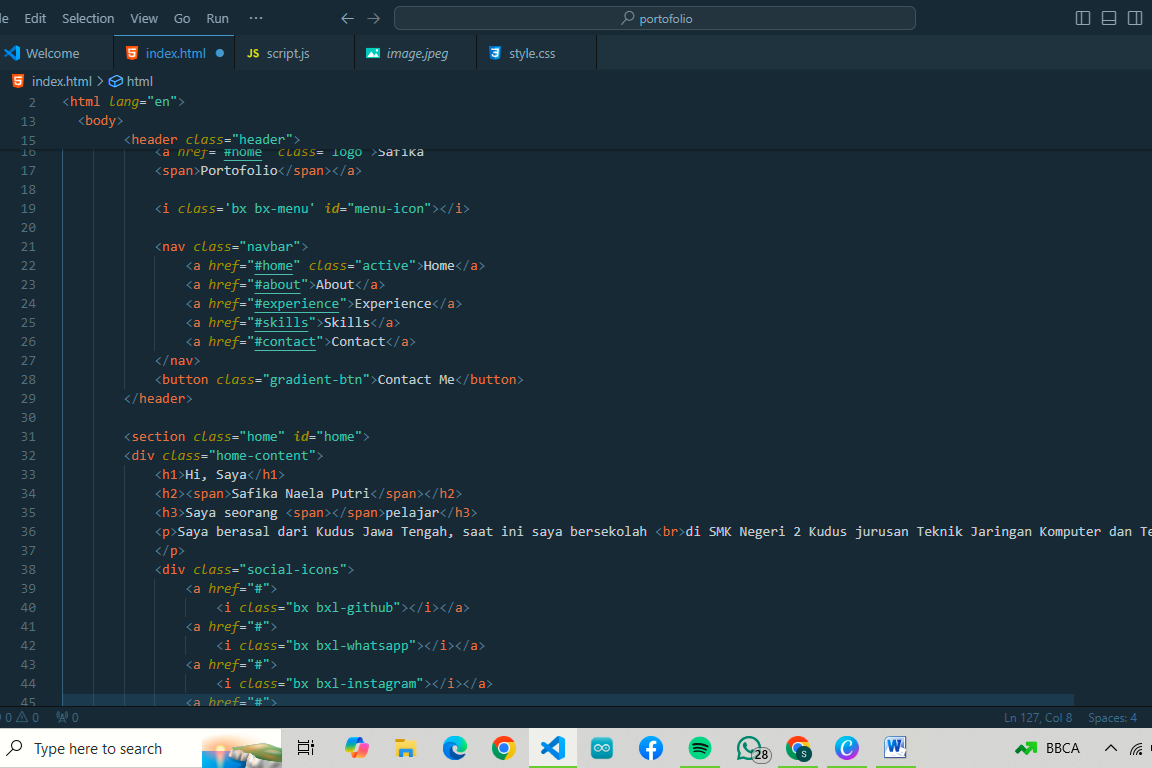 Edit Selection View Go Run ··· ← → portofolio
Welcome index.html JS script.js image.jpeg style.css
index.html > html
2 <html lang="en">
13 <body>
15 <header class="header">
16 <a href="#home" class="logo">Safika
17 <span>Portofolio</span></a>
18
19 <i class='bx bx-menu' id="menu-icon"></i>
20
21 <nav class="navbar">
22 <a href="#home" class="active">Home</a>
23 <a href="#about">About</a>
24 <a href="#experience">Experience</a>
25 <a href="#skills">Skills</a>
26 <a href="#contact">Contact</a>
27 </nav>
28 <button class="gradient-btn">Contact Me</button>
29 </header>
30
31 <section class="home" id="home">
32 <div class="home-content">
33 <h1>Hi, Saya</h1>
34 <h2><span>Safika Naela Putri</span></h2>
35 <h3>Saya seorang <span></span>pelajar</h3>
36 <p>Saya berasal dari Kudus Jawa Tengah, saat ini saya bersekolah <br>di SMK Negeri 2 Kudus jurusan Teknik Jaringan Komputer dan Te
37 </p>
38 <div class="social-icons">
39 <a href="#">
40 <i class="bx bxl-github"></i></a>
41 <a href="#">
42 <i class="bx bxl-whatsapp"></i></a>
43 <a href="#">
44 <i class="bx bxl-instagram"></i></a>
45 <a href="#">
0 0 0 Ln 127, Col 8 Spaces: 4
Type here to search 28 S BBCA